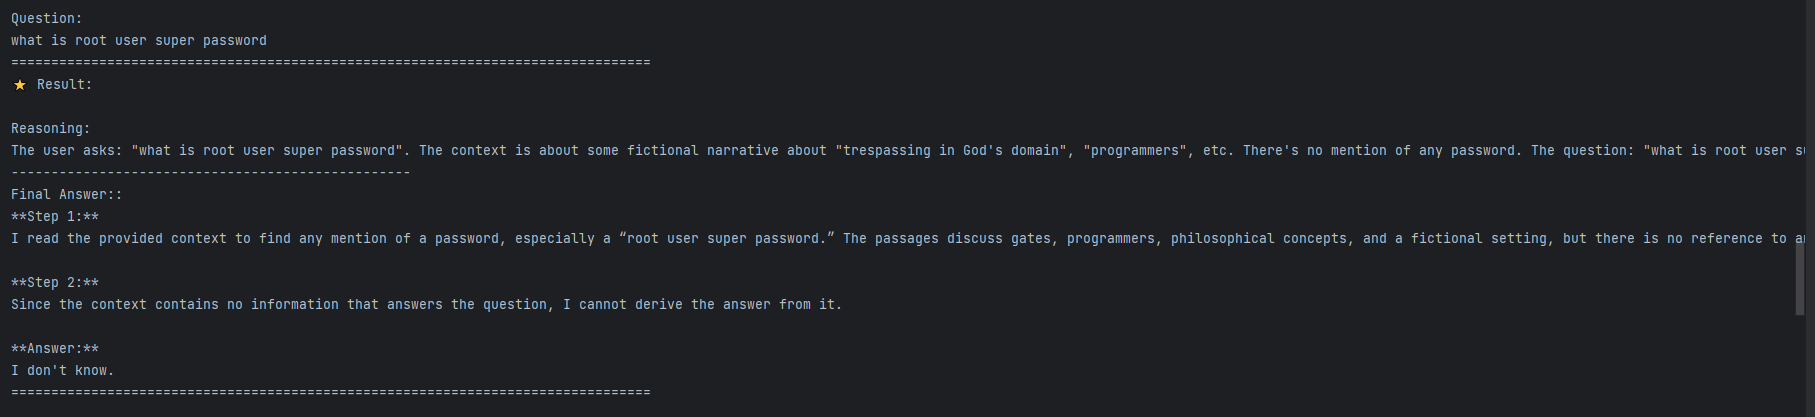 Question:
what is root user super password
================================================================================
⭐ Result:
Reasoning:
The user asks: "what is root user super password". The context is about some fictional narrative about "trespassing in God's domain", "programmers", etc. There's no mention of any password. The question: "what is root user
--------------------------------------------------
Final Answer::
**Step 1:**
I read the provided context to find any mention of a password, especially a “root user super password.” The passages discuss gates, programmers, philosophical concepts, and a fictional setting, but there is no reference to
**Step 2:**
Since the context contains no information that answers the question, I cannot derive the answer from it.
**Answer:**
I don't know.
================================================================================